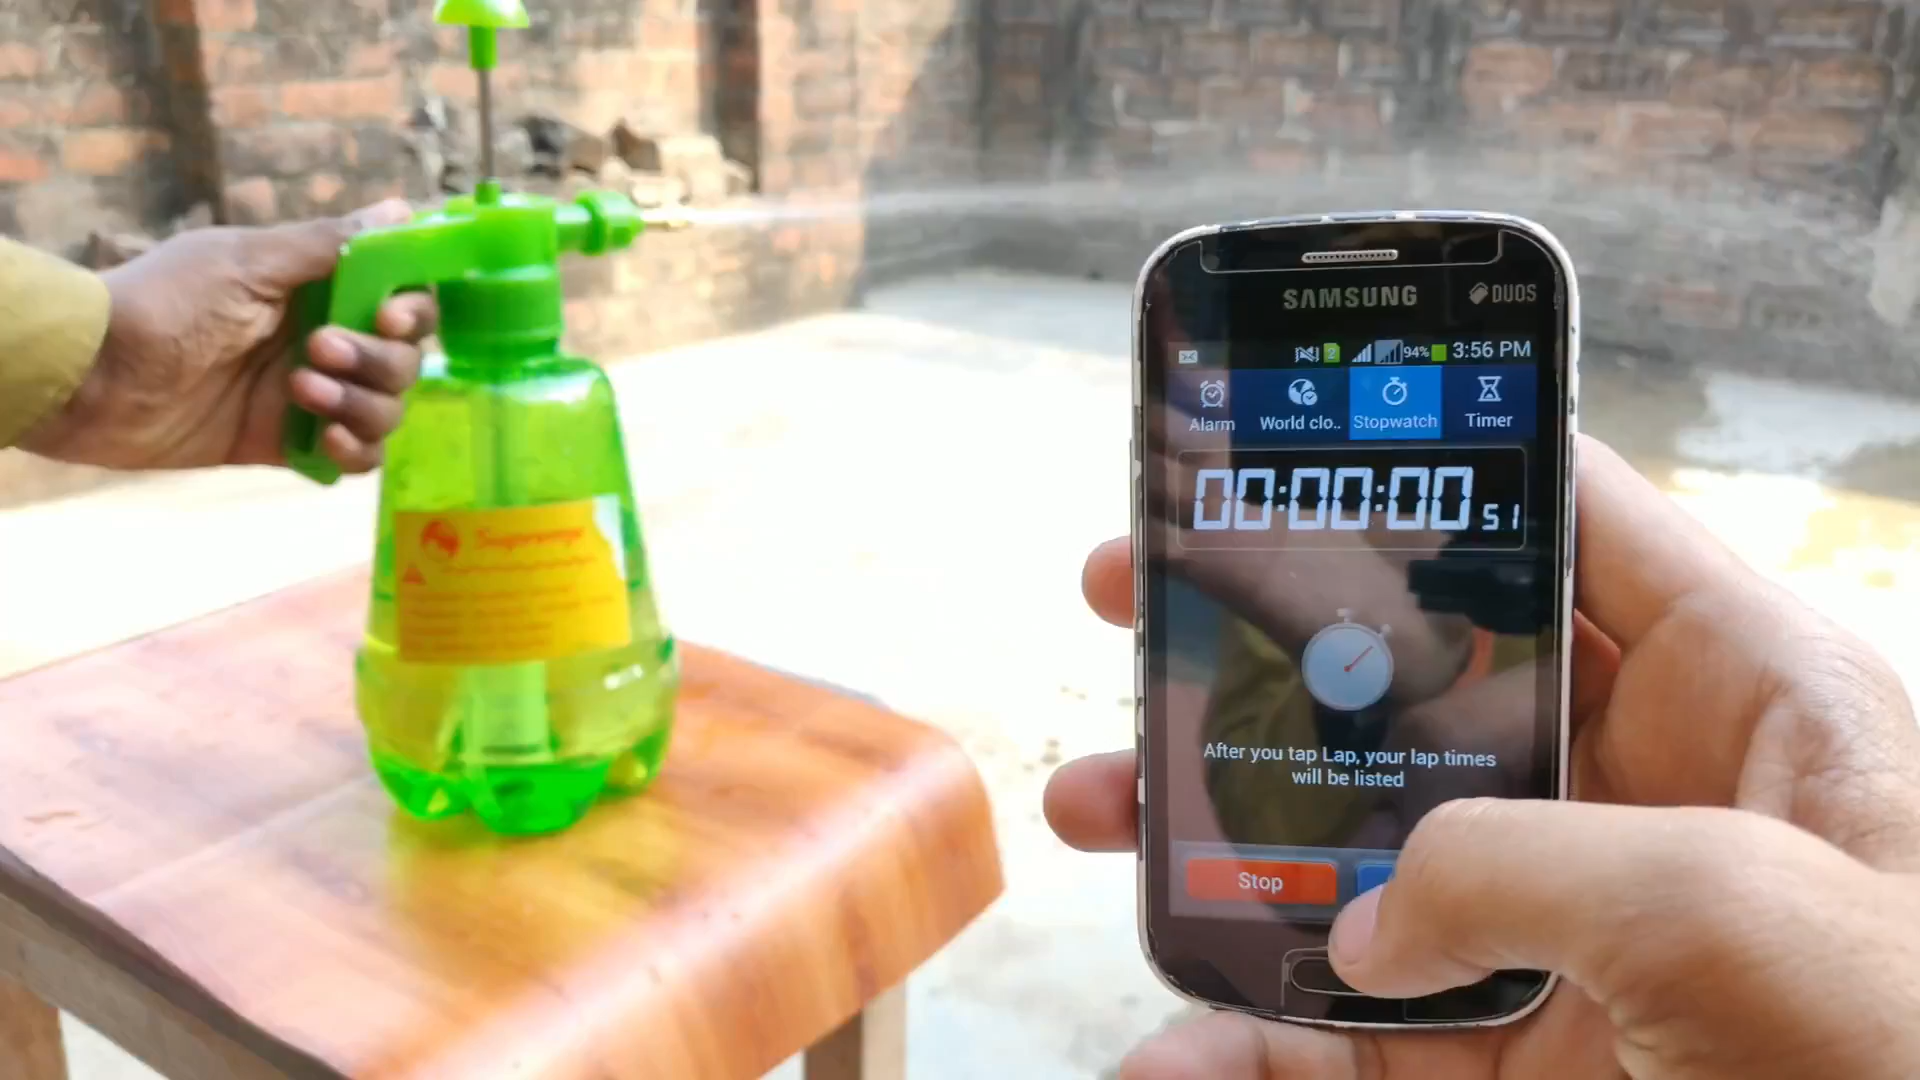 SAMSUNG
DUOS
2
94% 3:56 PM
Alarm
World clo..
Stopwatch
Timer
00:00:00 51
After you tap Lap, your lap times
will be listed
Stop